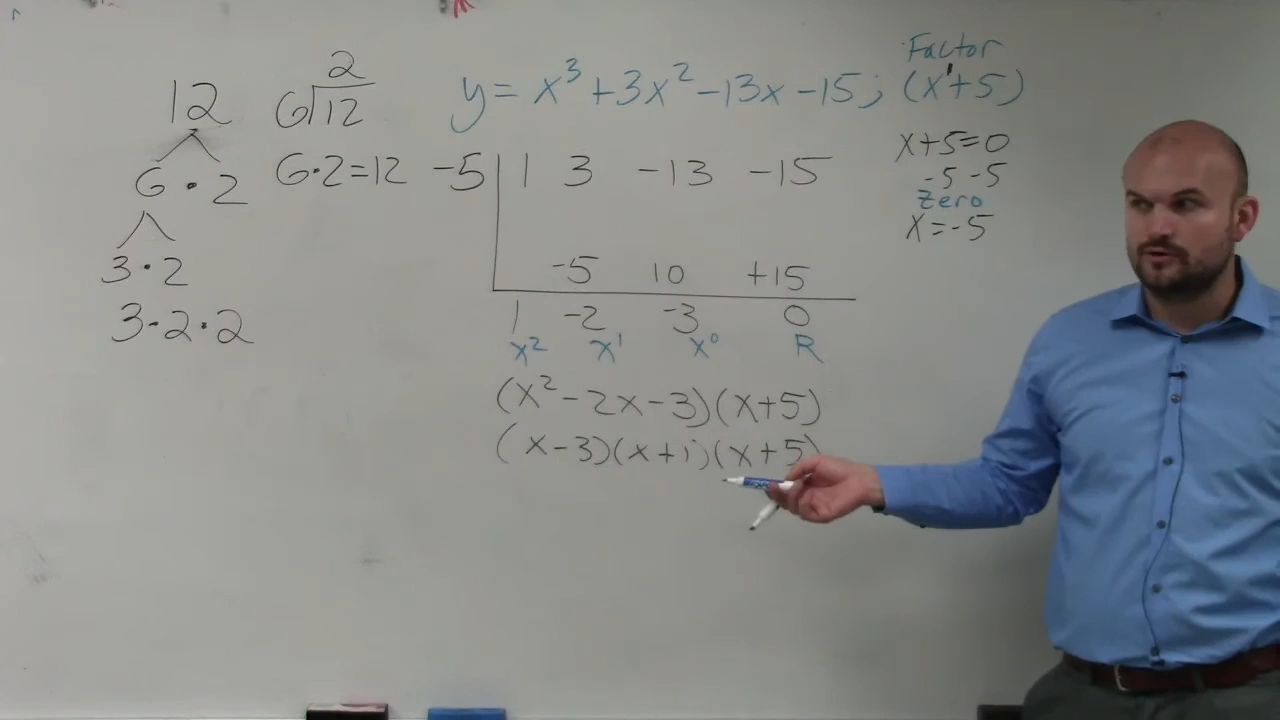 Factor
12 6)12 2 y = x³ + 3x² - 13x - 15; (x¹+5)
6 · 2 6·2=12 -5 | 1 3 -13 -15 x+5=0
-5 -5
Zero
x=-5
3 · 2 -5 10 +15
3·2·2 1 -2 -3 0
x² x¹ x⁰ R
(x² - 2x - 3)(x+5)
(x-3)(x+1)(x+5)